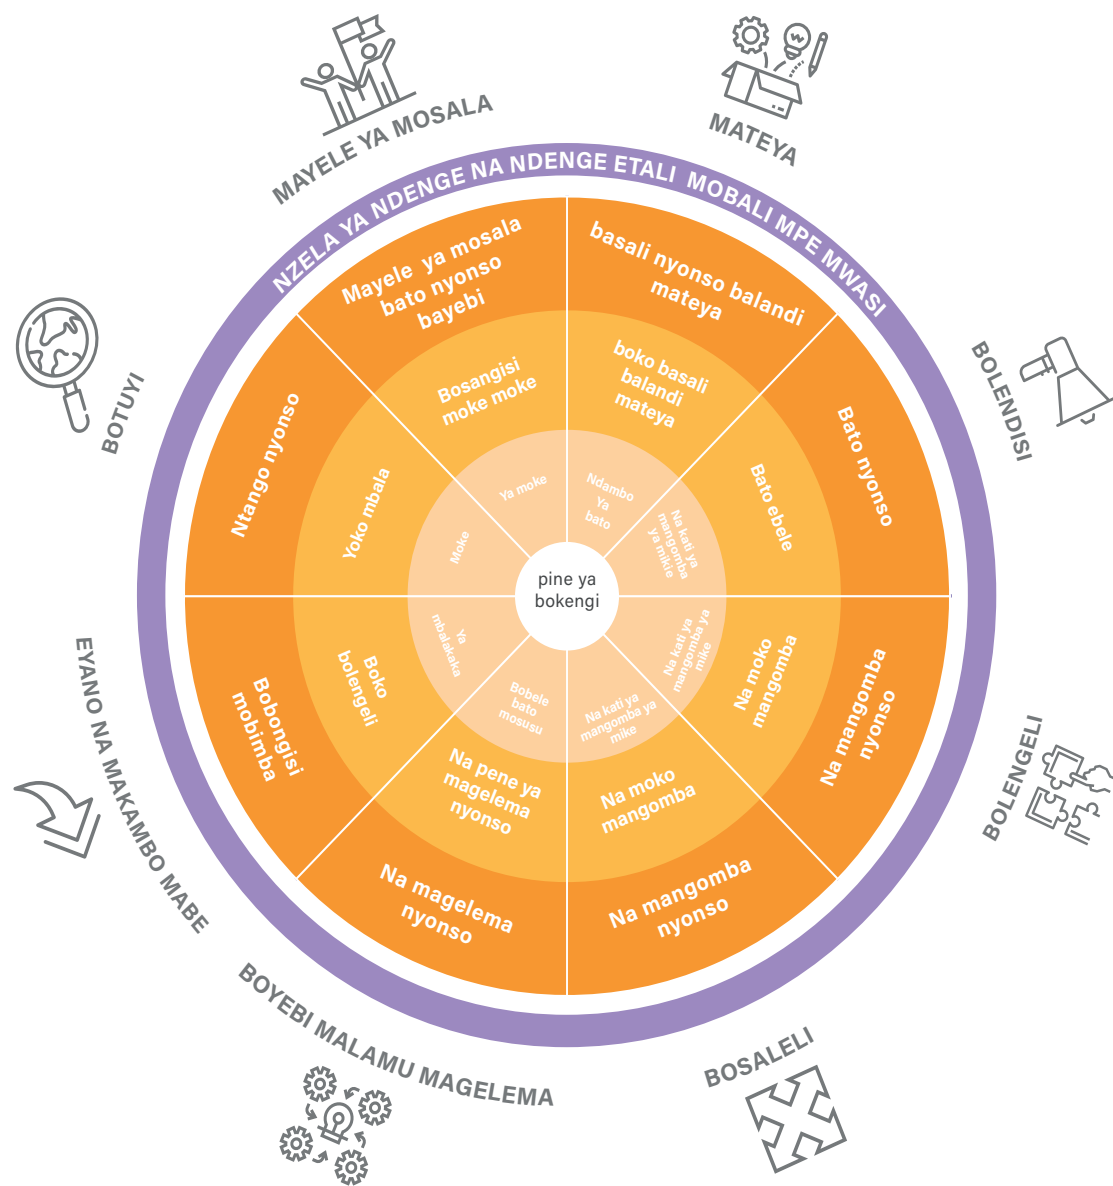 MAYELE YA MOSALA
MATEYA
BOLENDISI
BOLENGELI
BOSALELI
BOYEBI MALAMU MAGELEMA
EYANO NA MAKAMBO MABE
BOTUYI
NZELA YA NDENGE NA NDENGE ETALI MOBALI MPE MWASI
Mayele ya mosala
bato nyonso
bayebi
basali nyonso balandi
mateya
Bato nyonso
Na mangomba
nyonso
Na mangomba
nyonso
Na magelema
nyonso
Bobongisi
mobimba
Ntango nyonso
Bosangisi
moke moke
boko basali
balandi
mateya
Bato ebele
Na moko
mangomba
Na moko
mangomba
Na pene ya
magelema
nyonso
Boko
bolengeli
Yoko mbala
Ya moke
Ndambo
Ya
bato
Na kati ya
mangomba
ya mikie
Na kati ya
mangomba ya
mike
Na kati ya
mangomba ya
mike
Bobele
bato
mosusu
Ya
mbalakaka
Moke
pine ya
bokengi